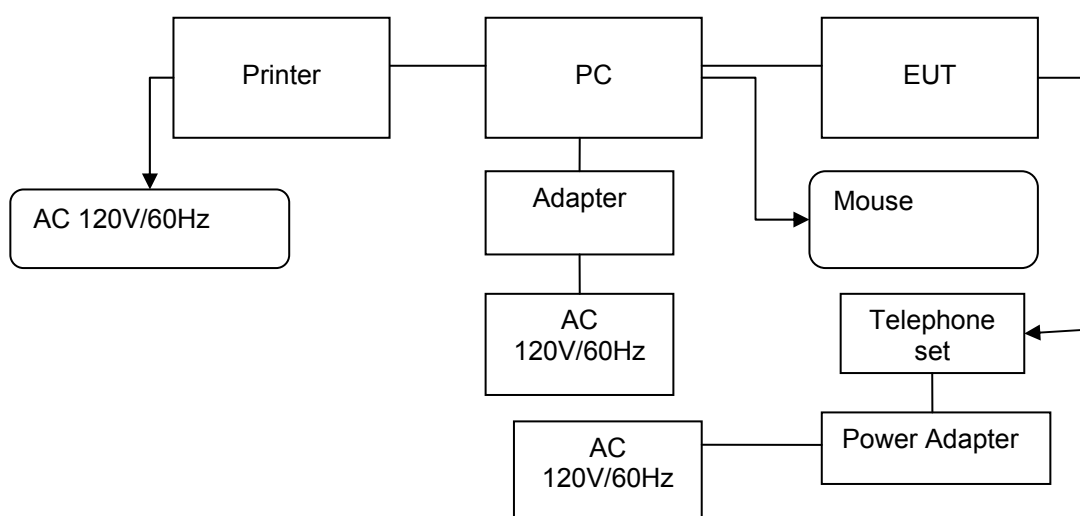 Printer
PC
EUT
AC 120V/60Hz
Adapter
Mouse
AC
120V/60Hz
Telephone
set
AC
120V/60Hz
Power Adapter